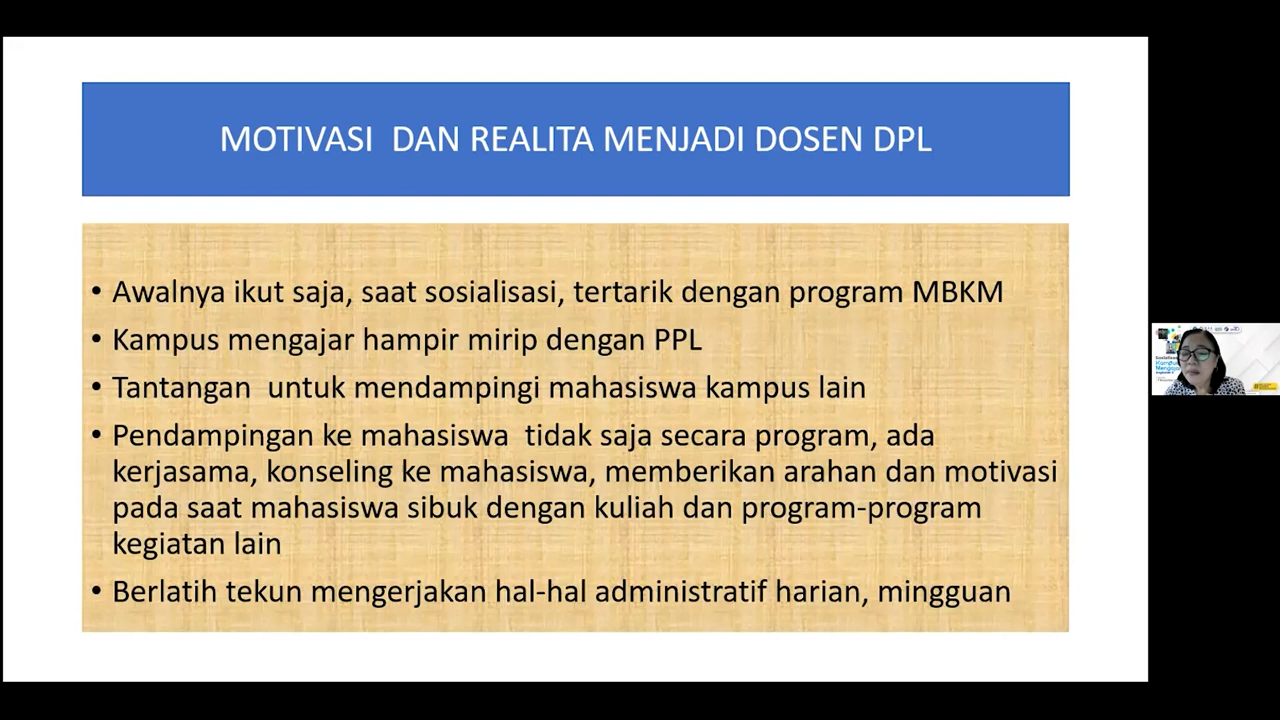 MOTIVASI  DAN REALITA MENJADI DOSEN DPL
• Awalnya ikut saja, saat sosialisasi, tertarik dengan program MBKM
• Kampus mengajar hampir mirip dengan PPL
• Tantangan  untuk mendampingi mahasiswa kampus lain
• Pendampingan ke mahasiswa  tidak saja secara program, ada
kerjasama, konseling ke mahasiswa, memberikan arahan dan motivasi
pada saat mahasiswa sibuk dengan kuliah dan program-program
kegiatan lain
• Berlatih tekun mengerjakan hal-hal administratif harian, mingguan
Kampus